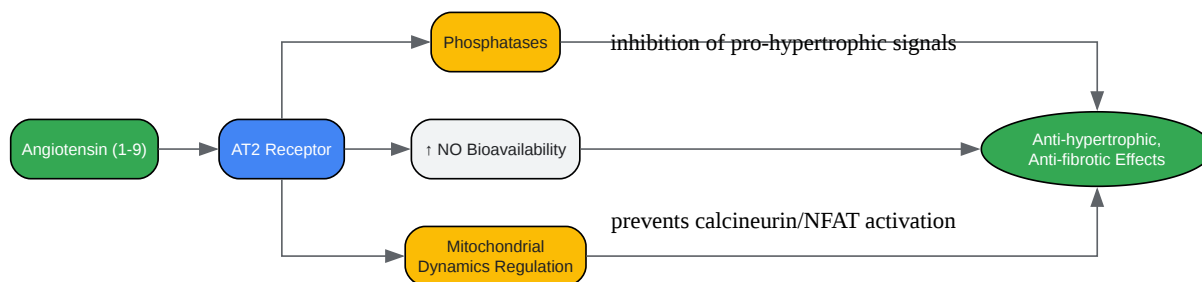 Phosphatases
inhibition of pro-hypertrophic signals
Angiotensin (1-9)
AT2 Receptor
↑ NO Bioavailability
Anti-hypertrophic,
Anti-fibrotic Effects
prevents calcineurin/NFAT activation
Mitochondrial
Dynamics Regulation